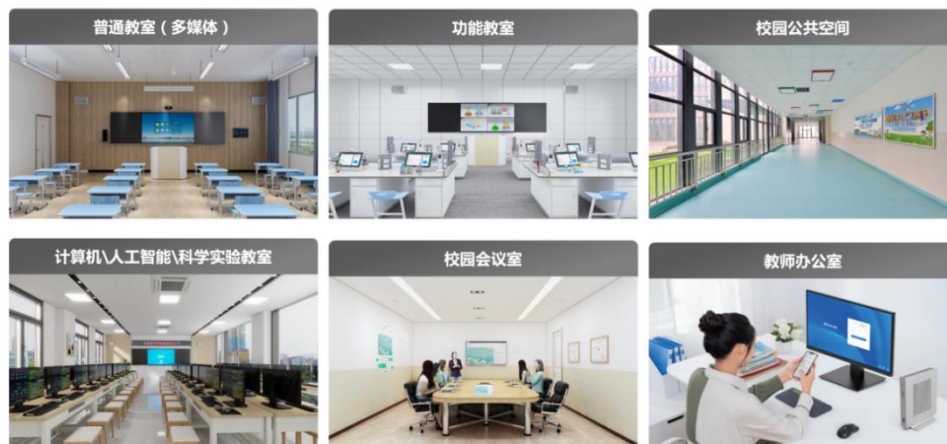 普通教室（多媒体）
功能教室
校园公共空间
计算机\人工智能\科学实验教室
校园会议室
教师办公室